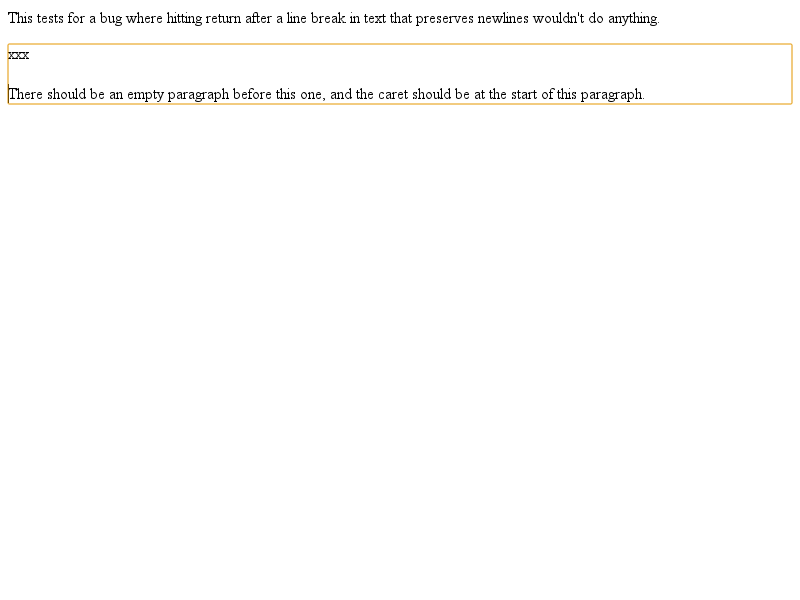 This tests for a bug where hitting return after a line break in text that preserves newlines wouldn't do anything.
xxx
There should be an empty paragraph before this one, and the caret should be at the start of this paragraph.